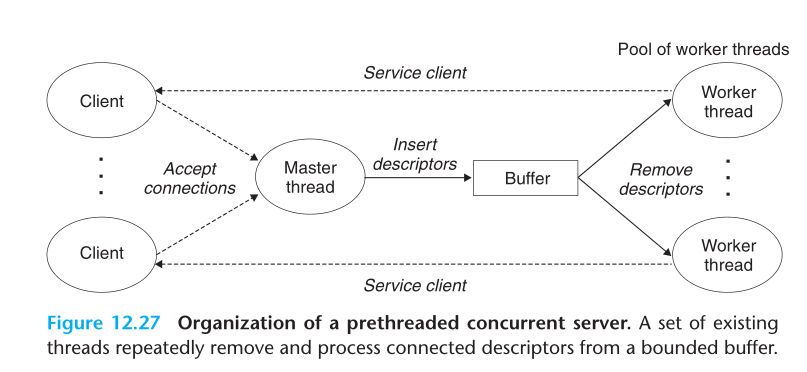 Pool of worker threads
Service client
Client
Worker
thread
Insert
descriptors
Accept
connections
Master
thread
Buffer
Remove
descriptors
Client
Worker
thread
Service client
Figure 12.27 Organization of a prethreaded concurrent server. A set of existing
threads repeatedly remove and process connected descriptors from a bounded buffer.